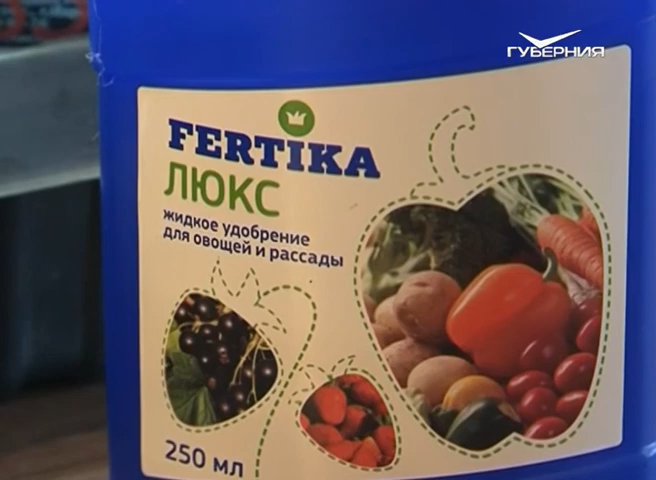 ГУБЕРНИЯ
FERTIKA
ЛЮКС
жидкое удобрение
для овощей и рассады
250 мл